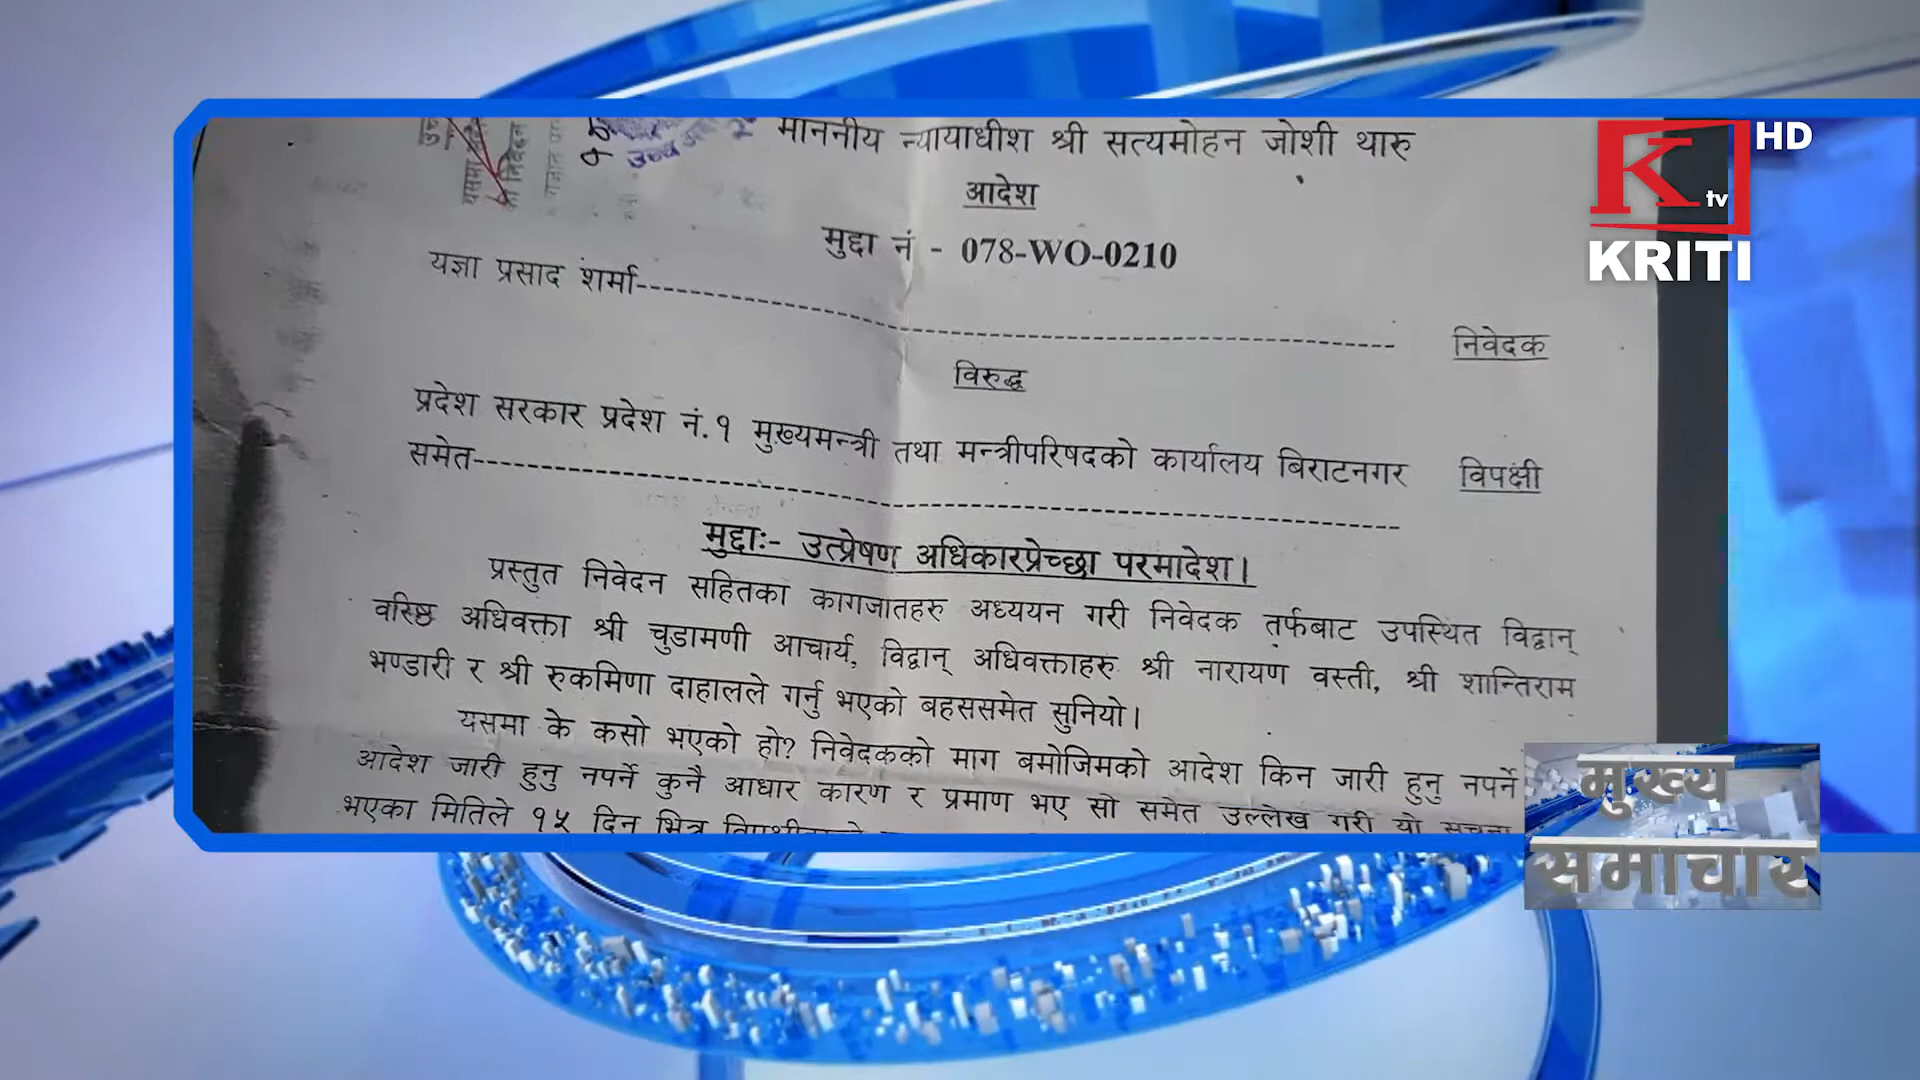 माननीय न्यायाधीश श्री सत्यमोहन जोशी थारु
आदेश
मुद्दा नं - 078-WO-0210
यज्ञा प्रसाद शर्मा-------------------------------------------------- निवेदक
विरुद्ध
प्रदेश सरकार प्रदेश नं.१ मुख्यमन्त्री तथा मन्त्रीपरिषदको कार्यालय बिराटनगर
समेत-------------------------------------------------- विपक्षी
मुद्दाः- उत्प्रेषण अधिकारप्रेच्छा परमादेश।
प्रस्तुत निवेदन सहितका कागजातहरु अध्ययन गरी निवेदक तर्फबाट उपस्थित विद्वान्
वरिष्ठ अधिवक्ता श्री चुडामणी आचार्य, विद्वान् अधिवक्ताहरु श्री नारायण वस्ती, श्री शान्तिराम
भण्डारी र श्री रुकमिणा दाहालले गर्नु भएको बहससमेत सुनियो।
यसमा के कसो भएको हो? निवेदकको माग बमोजिमको आदेश किन जारी हुनु नपर्ने
आदेश जारी हुनु नपर्ने कुनै आधार कारण र प्रमाण भए सो समेत उल्लेख गरी यो सूचना
भएका मितिले १५ दिन भित्र
K tv HD
KRITI
मुख्य
समाचार